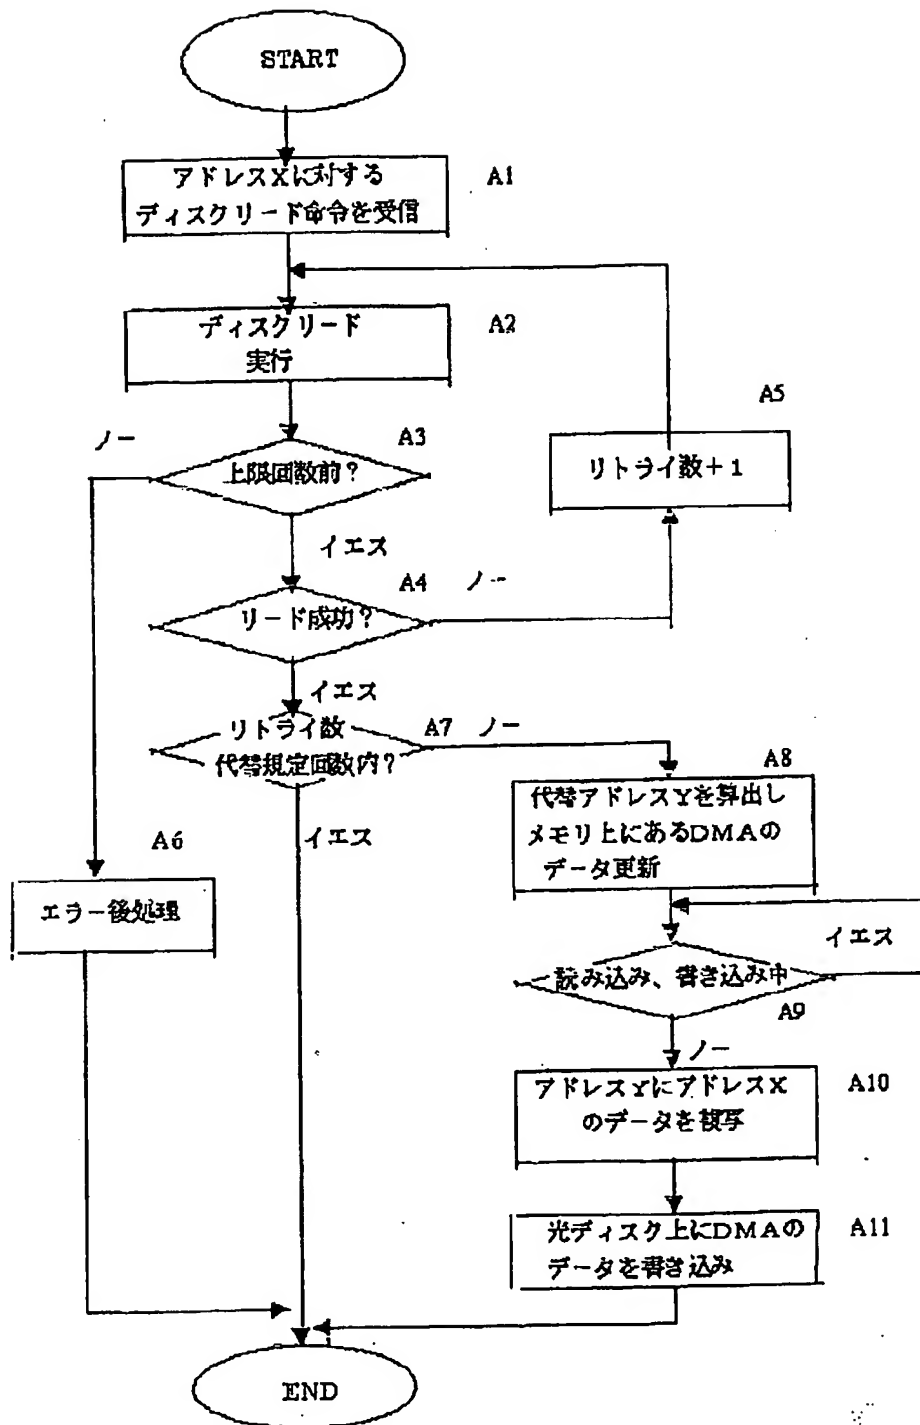 START
アドレスXに対する
ディスクリード命令を受信
A1
ディスクリード
実行
A2
A5
リトライ数+1
ノー
A3
上限回数前?
イエス
A4
ノー
リード成功?
イエス
リトライ数
代替規定回数内?
A7
ノー
イエス
A8
代替アドレスYを算出し
メモリ上にあるDMAの
データ更新
A6
エラー後処理
イエス
読み込み、書き込み中
A9
ノー
アドレスYにアドレスX
のデータを複写
A10
光ディスク上にDMAの
データを書き込み
A11
END